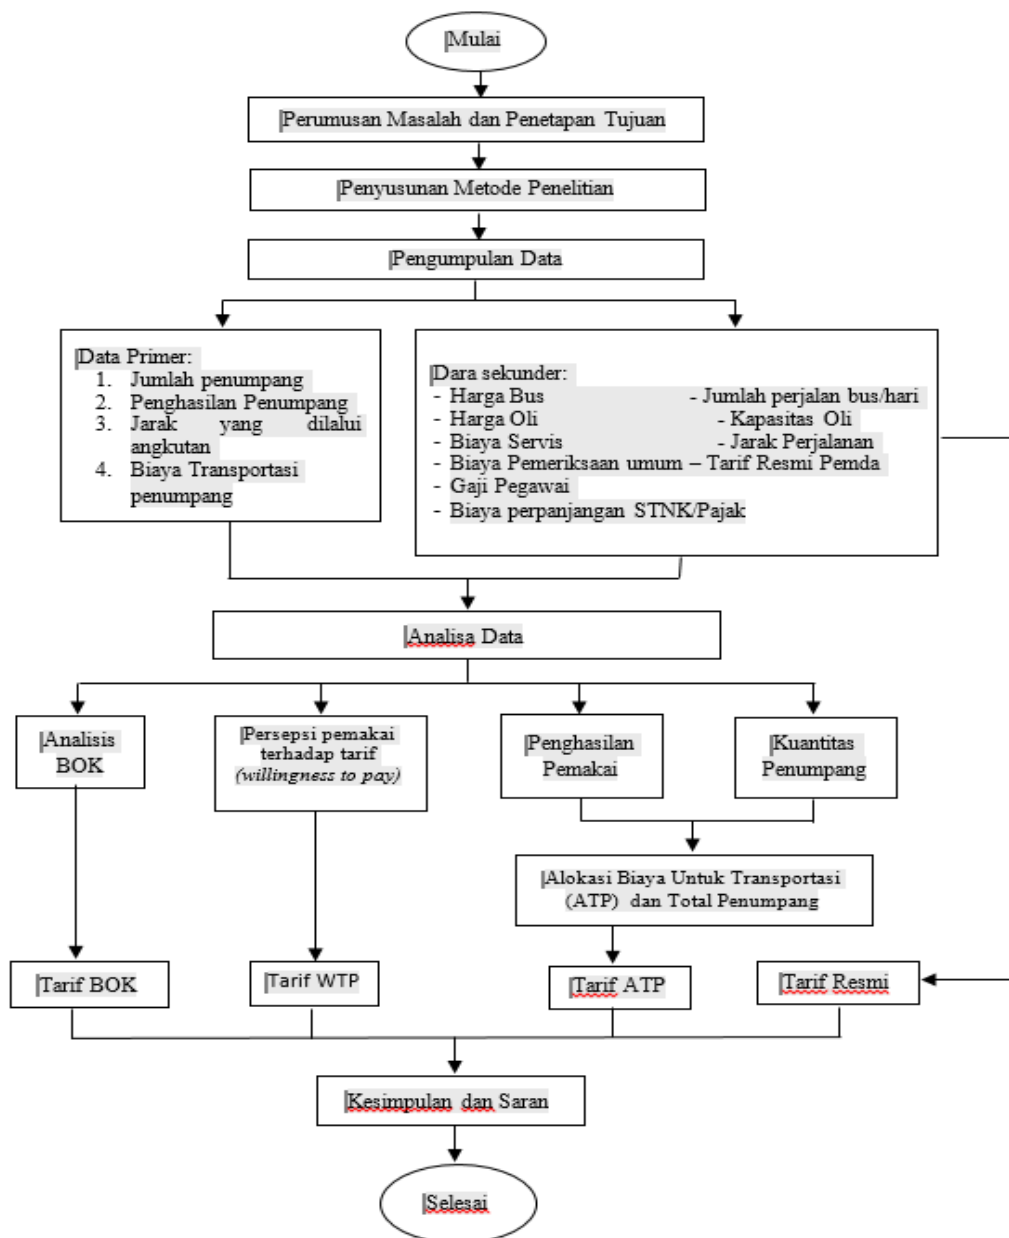 Mulai
Perumusan Masalah dan Penetapan Tujuan
Penyusunan Metode Penelitian
Pengumpulan Data
Data Primer:
1. Jumlah penumpang
2. Penghasilan Penumpang
3. Jarak yang dilalui
angkutan
4. Biaya Transportasi
penumpang
Dara sekunder:
- Harga Bus - Jumlah perjalan bus/hari
- Harga Oli - Kapasitas Oli
- Biaya Servis - Jarak Perjalanan
- Biaya Pemeriksaan umum – Tarif Resmi Pemda
- Gaji Pegawai
- Biaya perpanjangan STNK/Pajak
Analisa Data
Analisis
BOK
Persepsi pemakai
terhadap tarif
(willingness to pay)
Penghasilan
Pemakai
Kuantitas
Penumpang
Alokasi Biaya Untuk Transportasi
(ATP) dan Total Penumpang
Tarif BOK
Tarif WTP
Tarif ATP
Tarif Resmi
Kesimpulan dan Saran
Selesai